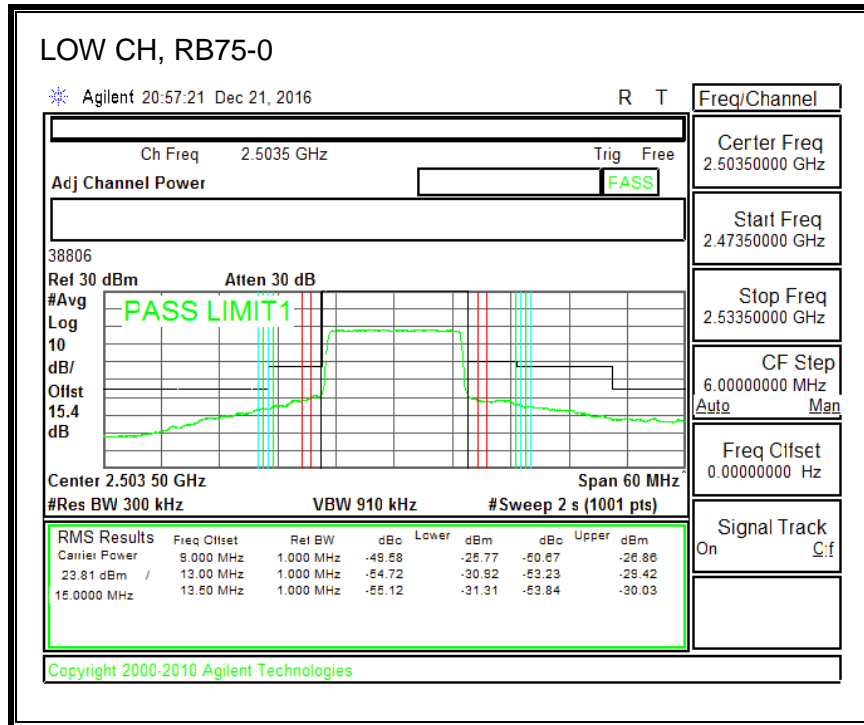 LOW CH, RB75-0
Agilent 20:57:21 Dec 21, 2016 R T
Freq/Channel
Ch Freq 2.5035 GHz Trig Free
Adj Channel Power FASS
Center Freq
2.50350000 GHz
Start Freq
2.47350000 GHz
Stop Freq
2.53350000 GHz
CF Step
6.00000000 MHz
Auto Man
Freq Offset
0.00000000 Hz
Signal Track
On Off
38806
Ref 30 dBm Atten 30 dB
#Avg
Log
10
dB/
Offst
15.4
dB
PASS LIMIT1
Center 2.503 50 GHz Span 60 MHz
#Res BW 300 kHz VBW 910 kHz #Sweep 2 s (1001 pts)
RMS Results Freq Offset Ref BW dBc Lower dBm dBc Upper dBm
Carrier Power 9.000 MHz 1.000 MHz -49.58 -25.77 -50.67 -26.86
23.81 dBm / 13.00 MHz 1.000 MHz -54.72 -30.92 -53.23 -29.42
15.0000 MHz 13.50 MHz 1.000 MHz -55.12 -31.31 -53.84 -30.03
Copyright 2000-2010 Agilent Technologies